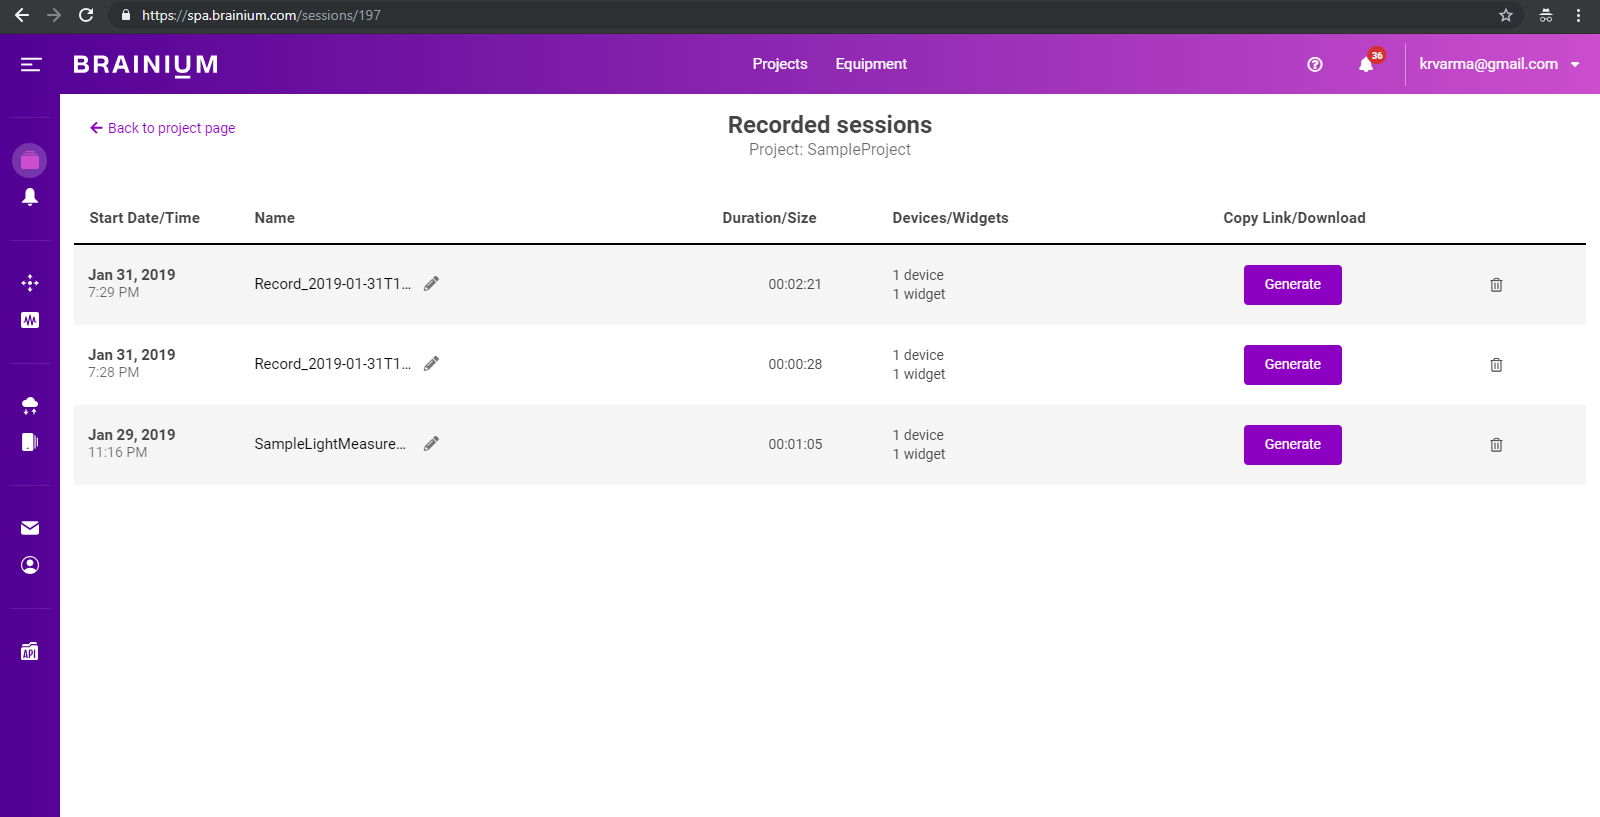 https://spa.brainium.com/sessions/197
BRAINIUM
Projects
Equipment
36
krvarma@gmail.com
Back to project page
Recorded sessions
Project: SampleProject
Start Date/Time
Name
Duration/Size
Devices/Widgets
Copy Link/Download
Jan 31, 2019
7:29 PM
Record_2019-01-31T1...
00:02:21
1 device
1 widget
Generate
Jan 31, 2019
7:28 PM
Record_2019-01-31T1...
00:00:28
1 device
1 widget
Generate
Jan 29, 2019
11:16 PM
SampleLightMeasure...
00:01:05
1 device
1 widget
Generate
API